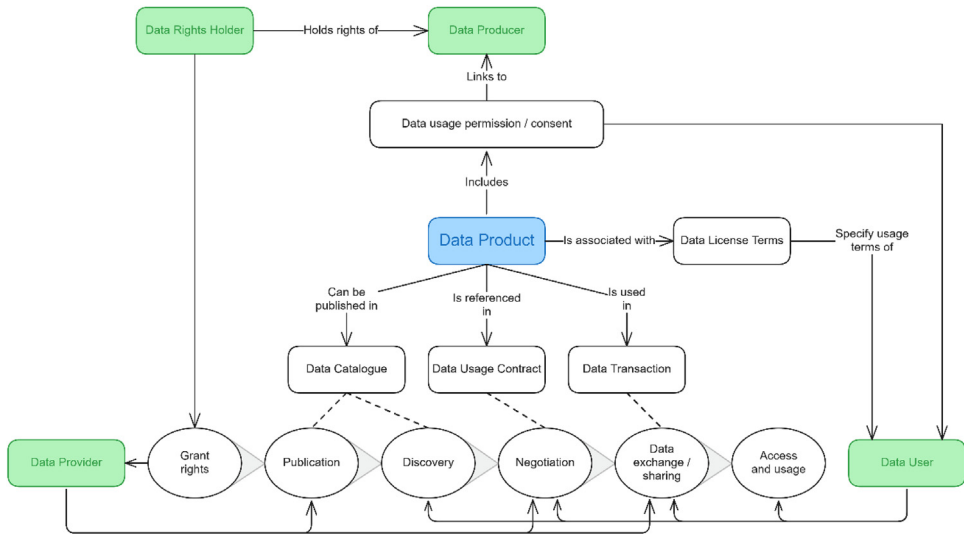 Data Rights Holder
Holds rights of
Data Producer
Links to
Data usage permission / consent
Includes
Data Product
Is associated with
Data License Terms
Specify usage
terms of
Can be
published in
Is referenced
in
Is used
in
Data Catalogue
Data Usage Contract
Data Transaction
Data Provider
Grant
rights
Publication
Discovery
Negotiation
Data
exchange /
sharing
Access
and usage
Data User